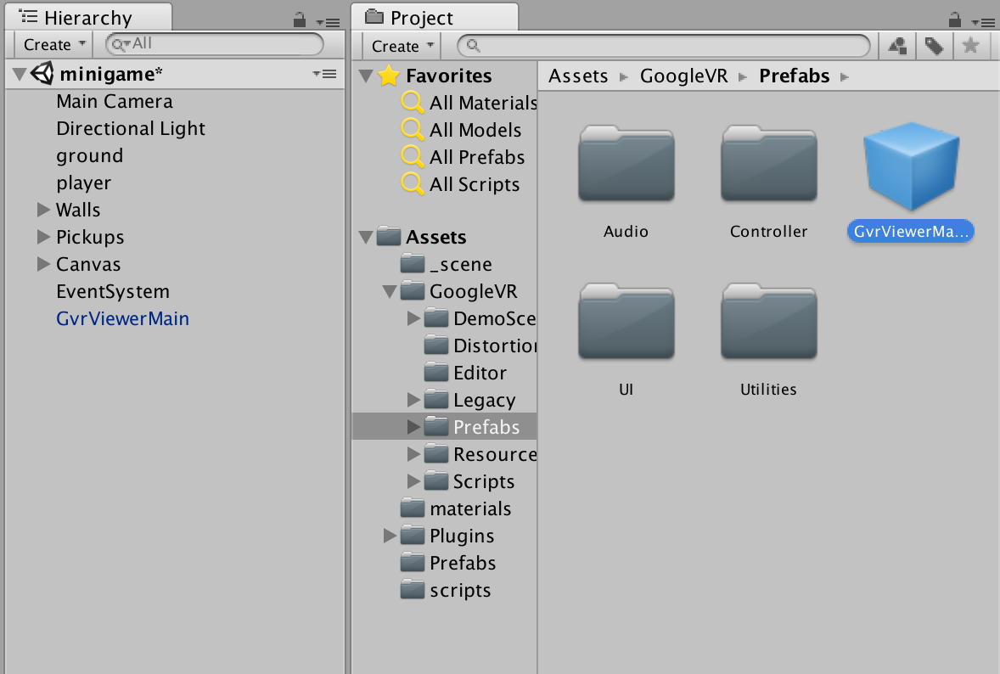 Hierarchy
Create
All
minigame*
Main Camera
Directional Light
ground
player
Walls
Pickups
Canvas
EventSystem
GvrViewerMain
Project
Create
Favorites
All Materials
All Models
All Prefabs
All Scripts
Assets
_scene
GoogleVR
DemoSce
Distortion
Editor
Legacy
Prefabs
Resource
Scripts
materials
Plugins
Prefabs
scripts
Assets GoogleVR Prefabs
Audio
Controller
GvrViewerMa...
UI
Utilities